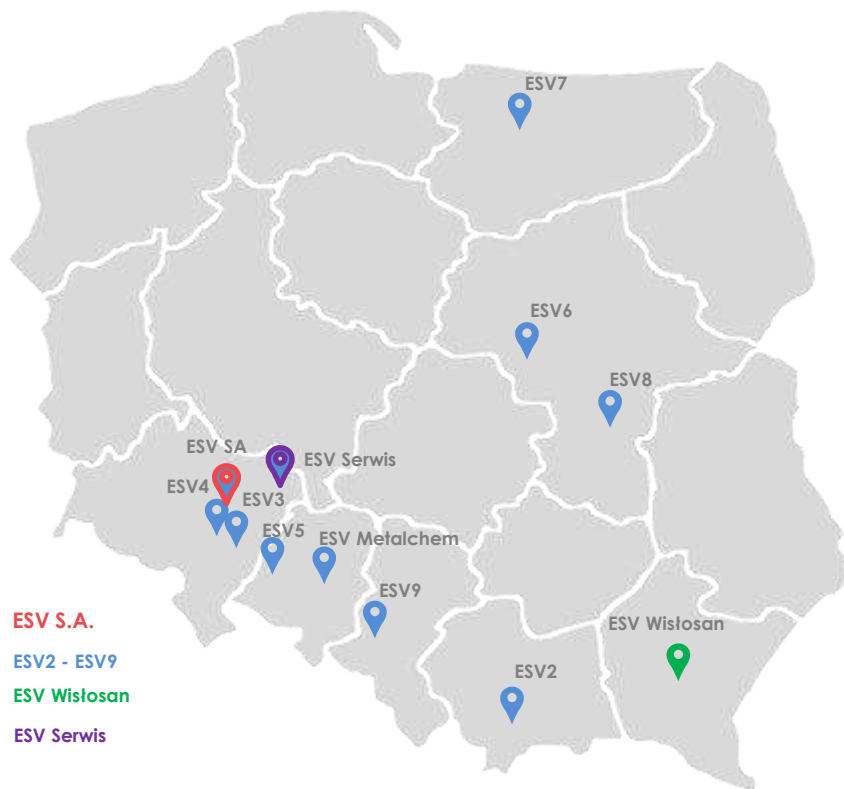 ESV7
ESV6
ESV8
ESV SA
ESV Serwis
ESV4
ESV3
ESV5
ESV Metalchem
ESV9
ESV Wisłosan
ESV2
ESV S.A.
ESV2 - ESV9
ESV Wisłosan
ESV Serwis